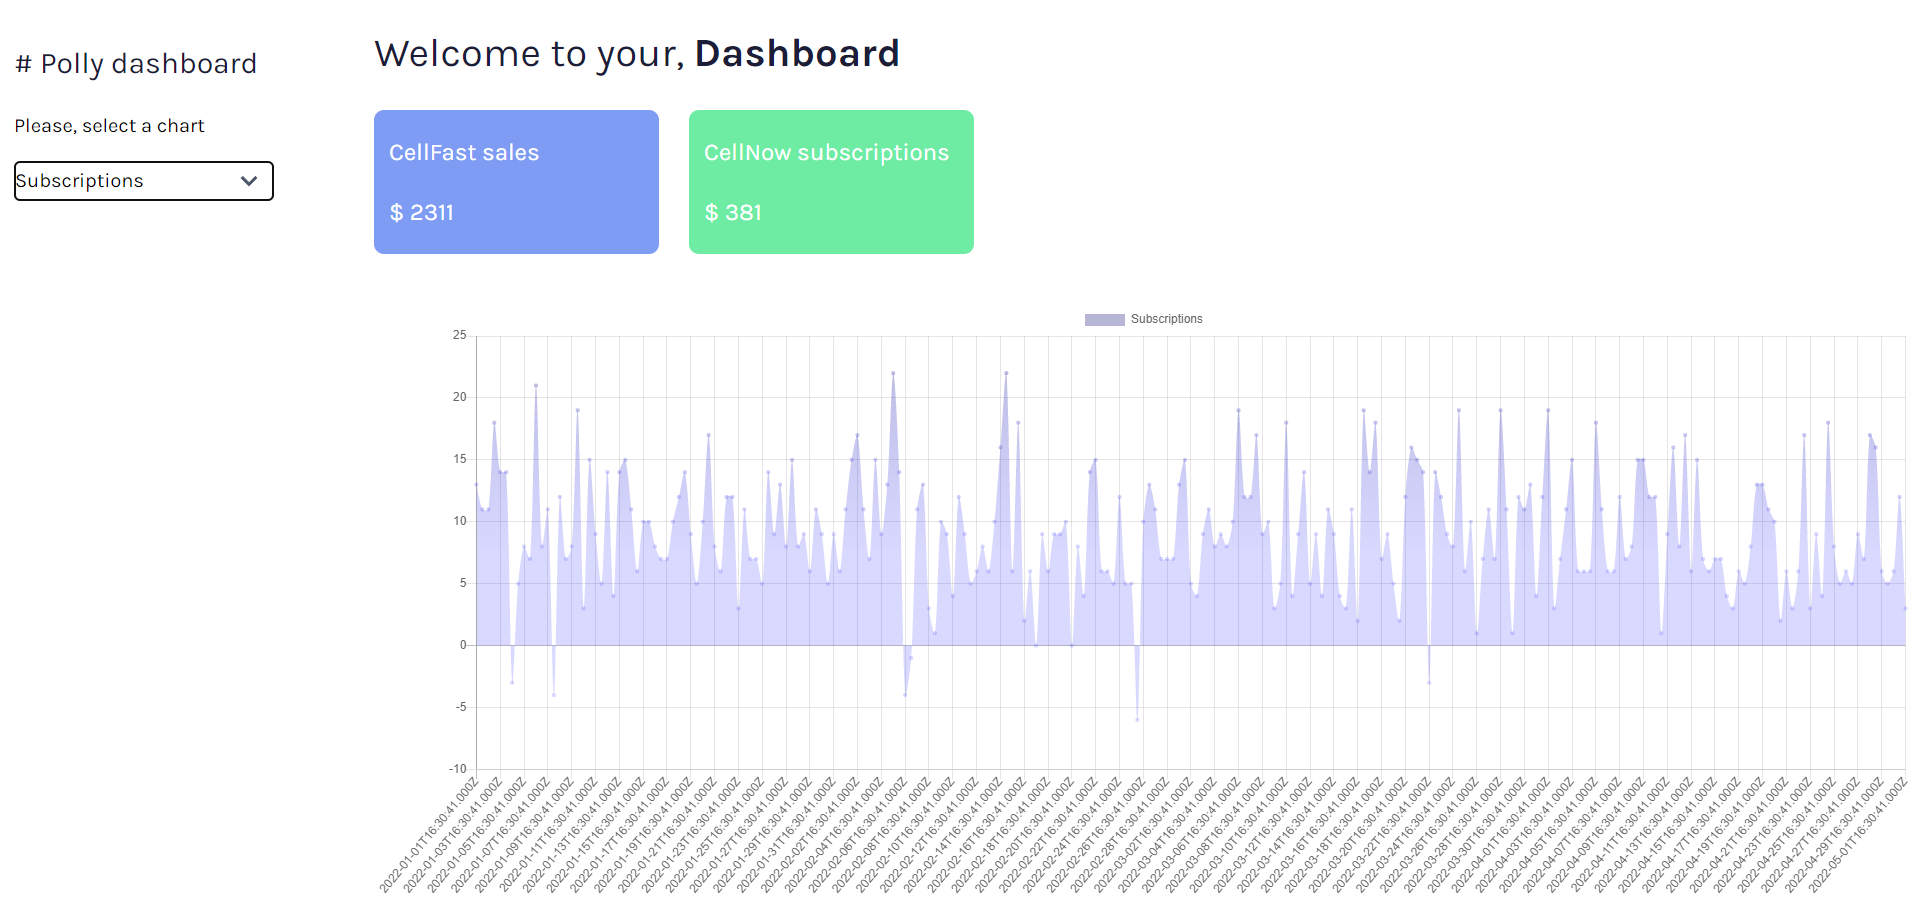 # Polly dashboard
Please, select a chart
Subscriptions
Welcome to your, Dashboard
CellFast sales
$ 2311
CellNow subscriptions
$ 381
Subscriptions
25
20
15
10
5
0
-5
-10
2022-01-01T16:30:41.000Z
2022-01-03T16:30:41.000Z
2022-01-05T16:30:41.000Z
2022-01-07T16:30:41.000Z
2022-01-09T16:30:41.000Z
2022-01-11T16:30:41.000Z
2022-01-13T16:30:41.000Z
2022-01-15T16:30:41.000Z
2022-01-17T16:30:41.000Z
2022-01-19T16:30:41.000Z
2022-01-21T16:30:41.000Z
2022-01-23T16:30:41.000Z
2022-01-25T16:30:41.000Z
2022-01-27T16:30:41.000Z
2022-01-29T16:30:41.000Z
2022-01-31T16:30:41.000Z
2022-02-02T16:30:41.000Z
2022-02-04T16:30:41.000Z
2022-02-06T16:30:41.000Z
2022-02-08T16:30:41.000Z
2022-02-10T16:30:41.000Z
2022-02-12T16:30:41.000Z
2022-02-14T16:30:41.000Z
2022-02-16T16:30:41.000Z
2022-02-18T16:30:41.000Z
2022-02-20T16:30:41.000Z
2022-02-22T16:30:41.000Z
2022-02-24T16:30:41.000Z
2022-02-26T16:30:41.000Z
2022-02-28T16:30:41.000Z
2022-03-02T16:30:41.000Z
2022-03-04T16:30:41.000Z
2022-03-06T16:30:41.000Z
2022-03-08T16:30:41.000Z
2022-03-10T16:30:41.000Z
2022-03-12T16:30:41.000Z
2022-03-14T16:30:41.000Z
2022-03-16T16:30:41.000Z
2022-03-18T16:30:41.000Z
2022-03-20T16:30:41.000Z
2022-03-22T16:30:41.000Z
2022-03-24T16:30:41.000Z
2022-03-26T16:30:41.000Z
2022-03-28T16:30:41.000Z
2022-03-30T16:30:41.000Z
2022-04-01T16:30:41.000Z
2022-04-03T16:30:41.000Z
2022-04-05T16:30:41.000Z
2022-04-07T16:30:41.000Z
2022-04-09T16:30:41.000Z
2022-04-11T16:30:41.000Z
2022-04-13T16:30:41.000Z
2022-04-15T16:30:41.000Z
2022-04-17T16:30:41.000Z
2022-04-19T16:30:41.000Z
2022-04-21T16:30:41.000Z
2022-04-23T16:30:41.000Z
2022-04-25T16:30:41.000Z
2022-04-27T16:30:41.000Z
2022-04-29T16:30:41.000Z
2022-05-01T16:30:41.000Z